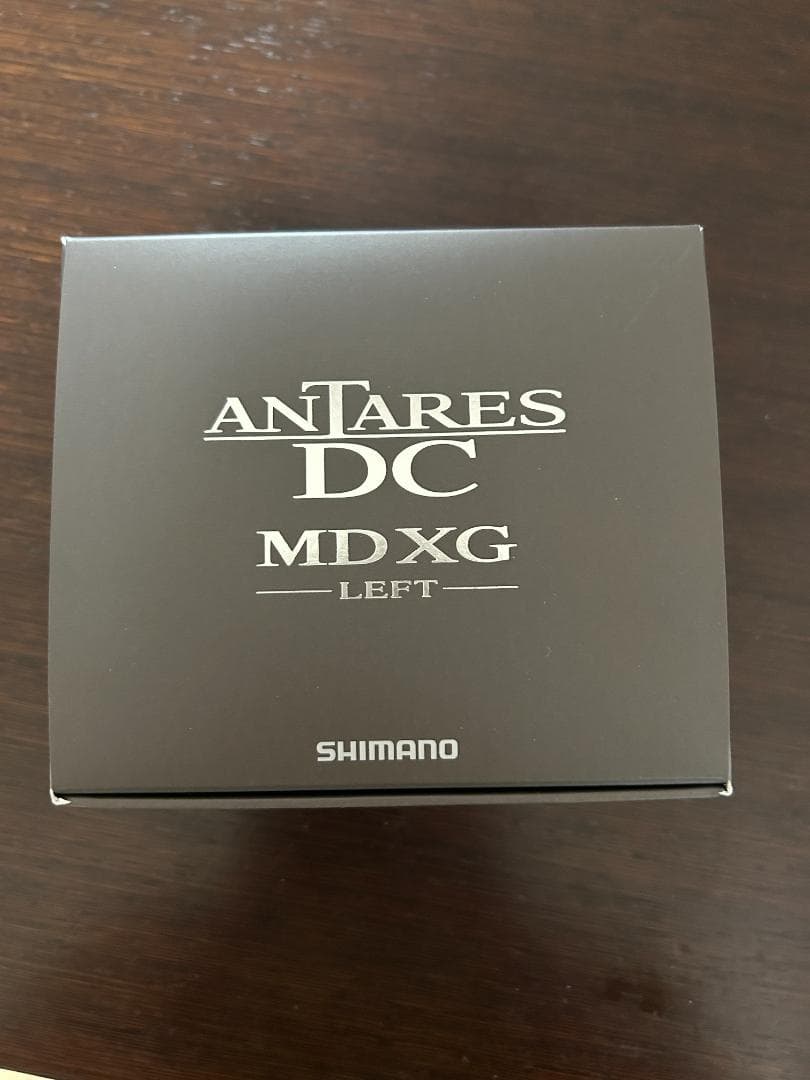 ANTARES
DC
MD XG
LEFT
SHIMANO